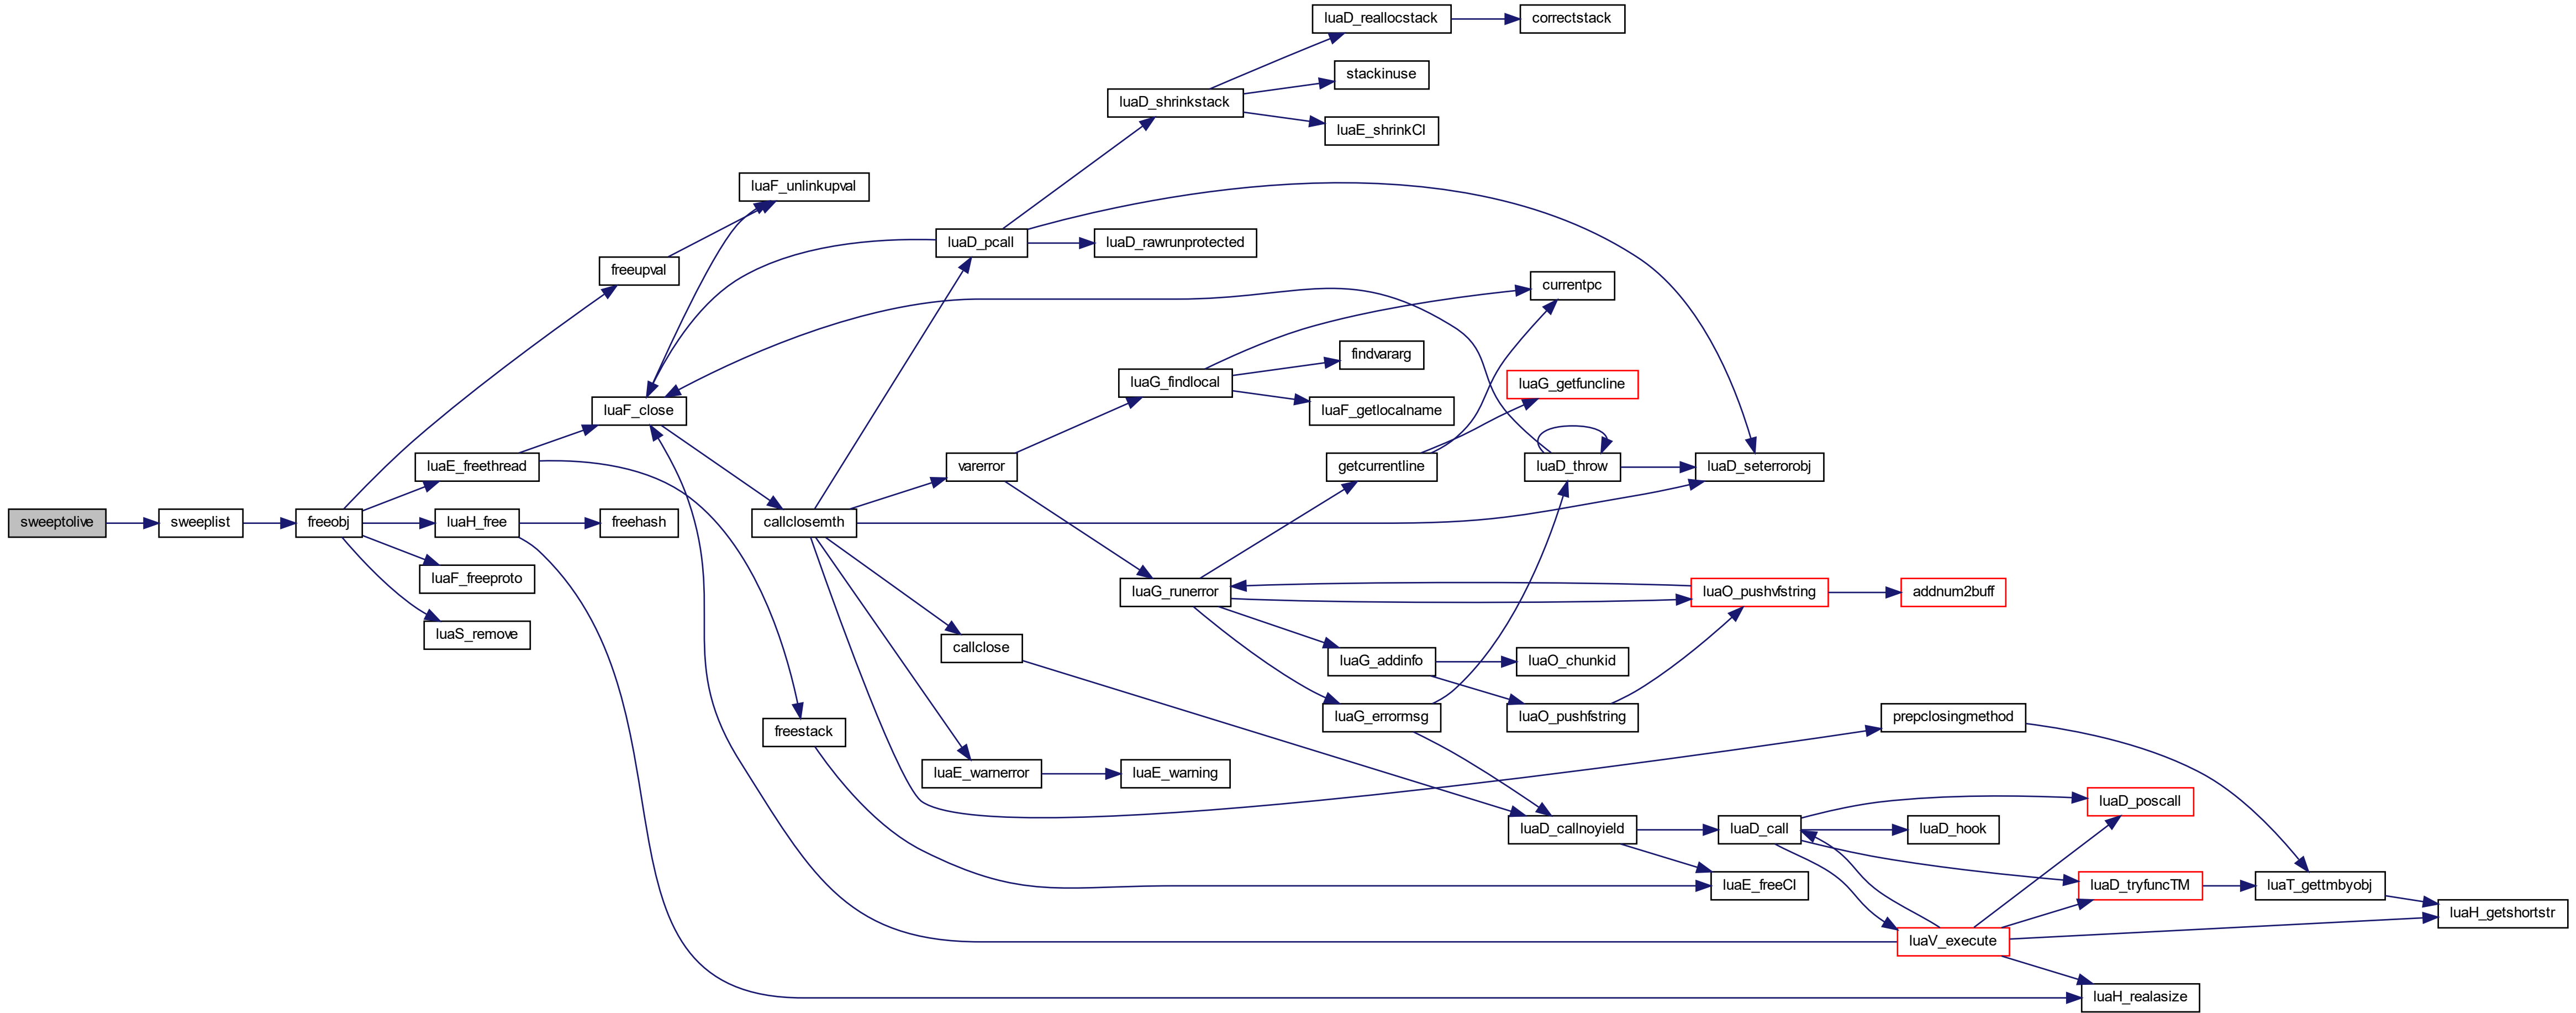 luaD_reallocstack
correctstack
stackinuse
luaD_shrinkstack
luaE_shrinkCI
luaF_unlinkupval
luaD_pcall
luaD_rawrunprotected
freeupval
currentpc
findvararg
luaG_findlocal
luaG_getfuncline
luaF_close
luaF_getlocalname
luaE_freethread
varerror
getcurrentline
luaD_throw
luaD_seterrorobj
sweeptolive
sweeplist
freeobj
luaH_free
freehash
callclosemth
luaF_freeproto
luaG_runerror
luaO_pushvfstring
addnum2buff
luaS_remove
callclose
luaG_addinfo
luaO_chunkid
luaG_errormsg
luaO_pushfstring
prepclosingmethod
freestack
luaE_warnerror
luaE_warning
luaD_poscall
luaD_callnoyield
luaD_call
luaD_hook
luaE_freeCI
luaD_tryfuncTM
luaT_gettmbyobj
luaH_getshortstr
luaV_execute
luaH_realasize